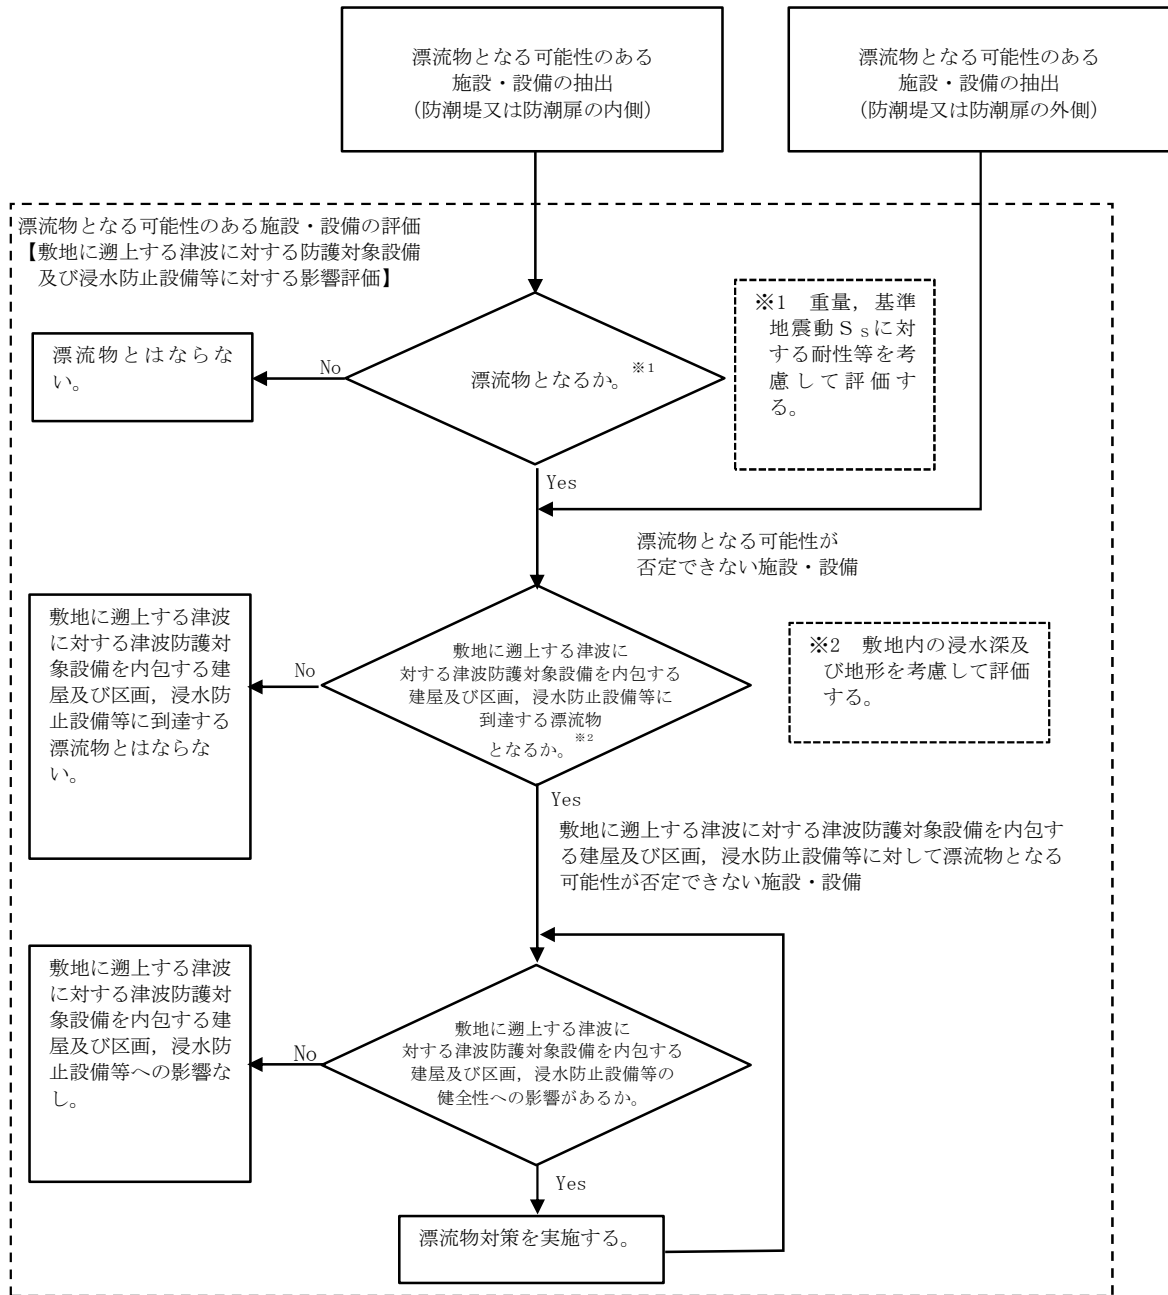 漂流物となる可能性のある
施設・設備の抽出
（防潮堤又は防潮扉の内側）
漂流物となる可能性のある
施設・設備の抽出
（防潮堤又は防潮扉の外側）
漂流物となる可能性のある施設・設備の評価
【敷地に遡上する津波に対する防護対象設備
及び浸水防止設備等に対する影響評価】
漂流物とはならな
い。
No
漂流物となるか。※1
※1　重量，基準
地震動Ｓｓに対
する耐性等を考
慮して評価す
る。
Yes
漂流物となる可能性が
否定できない施設・設備
敷地に遡上する津波
に対する津波防護対
象設備を内包する建
屋及び区画，浸水防
止設備等に到達する
漂流物とはならな
い。
No
敷地に遡上する津波に
対する津波防護対象設備を内包する
建屋及び区画，浸水防止設備等に
到達する漂流物
となるか。※2
※2　敷地内の浸水深及
び地形を考慮して評価
する。
Yes
敷地に遡上する津波に対する津波防護対象設備を内包す
る建屋及び区画，浸水防止設備等に対して漂流物となる
可能性が否定できない施設・設備
敷地に遡上する津波
に対する津波防護対
象設備を内包する建
屋及び区画，浸水防
止設備等への影響な
し。
No
敷地に遡上する津波に
対する津波防護対象設備を内包する
建屋及び区画，浸水防止設備等の
健全性への影響があるか。
Yes
漂流物対策を実施する。